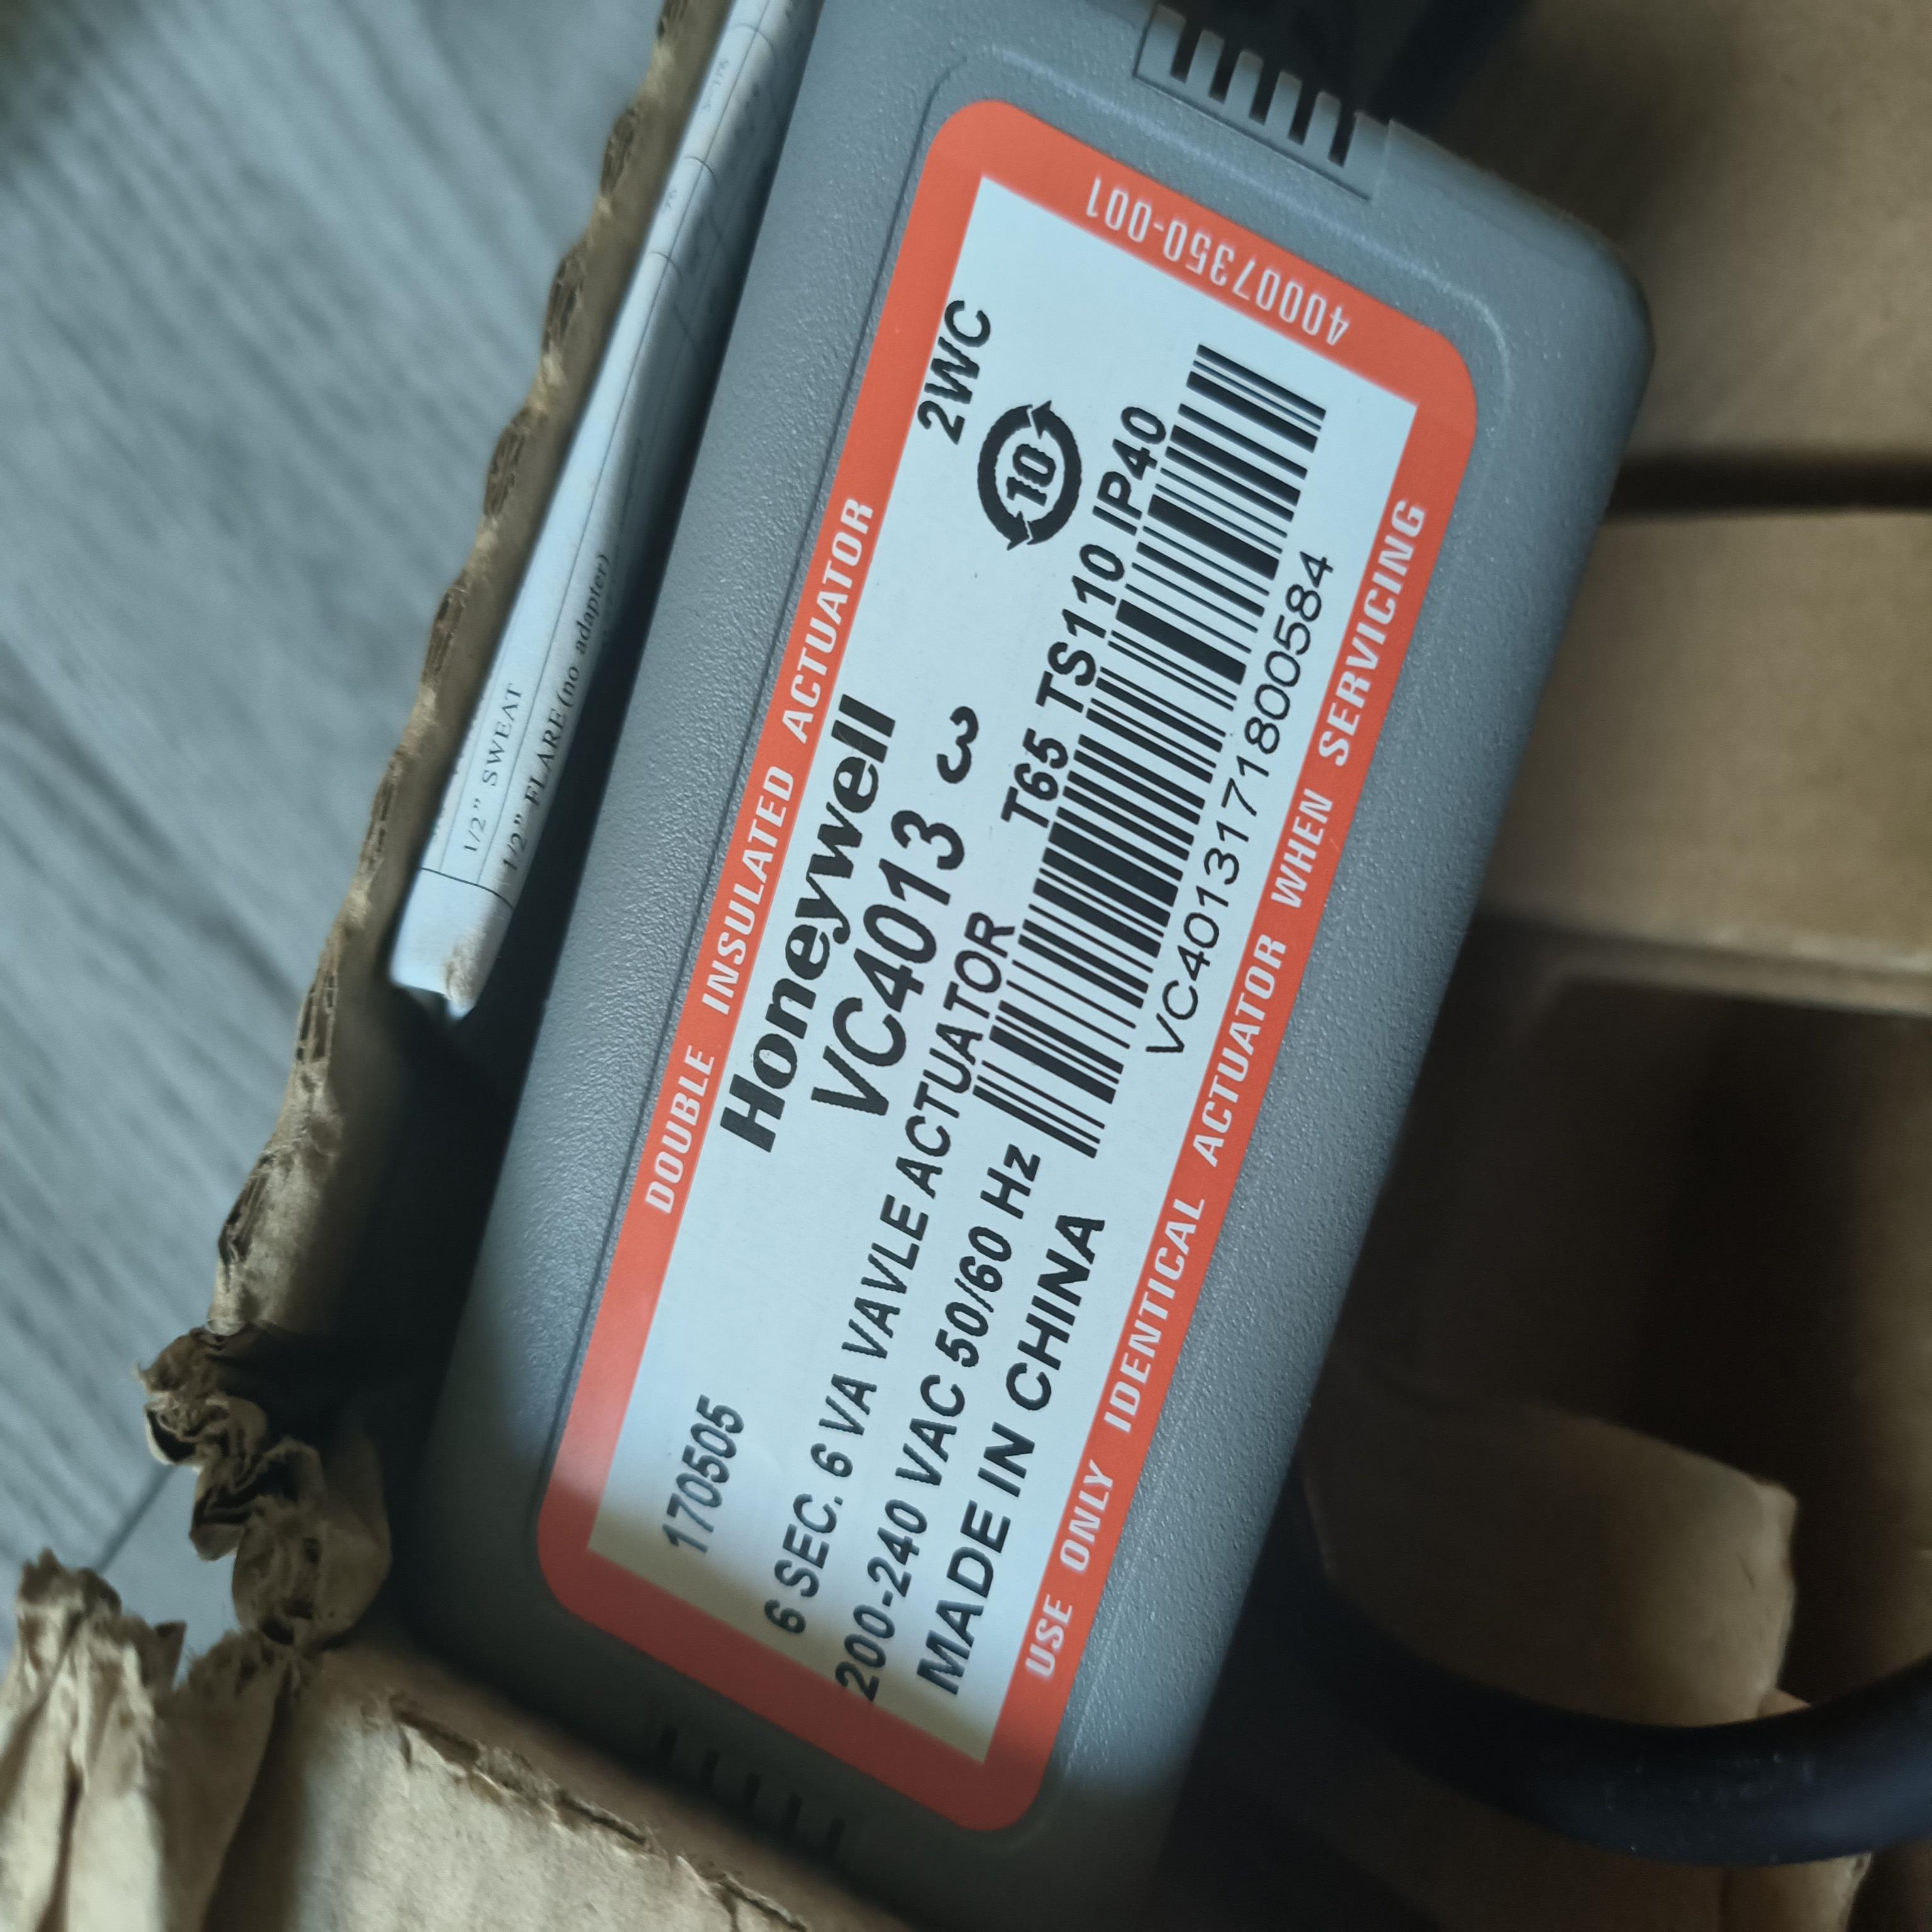 DOUBLE INSULATED ACTUATOR
40007350-001
170505
Honeywell
2WC
VC4013
3
10
6 SEC. 6 VA VAVLE ACTUATOR
T65 TS110 IP40
200-240 VAC 50/60 Hz
MADE IN CHINA
VC4013171800584
USE ONLY IDENTICAL ACTUATOR WHEN SERVICING
1/2" SWEAT
1/2" FLARE (no adapter)